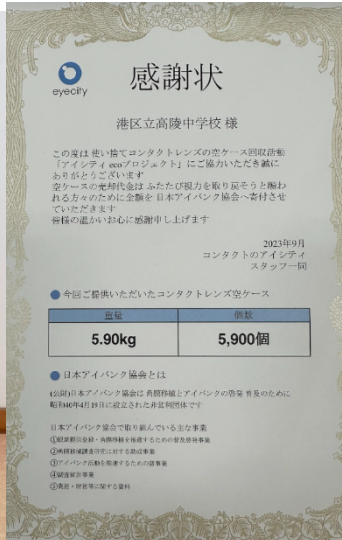 eyecity
感謝状
港区立高陵中学校 様
この度は 使い捨てコンタクトレンズの空ケース回収活動
「アイシティ ecoプロジェクト」にご協力いただき誠に
ありがとうございます
空ケースの売却代金は ふたたび視力を取り戻そうと願わ
れる方々のために全額を 日本アイバンク協会へ寄付させ
ていただきます
皆様の温かいお心に感謝申し上げます
2023年9月
コンタクトのアイシティ
スタッフ一同
●今回ご提供いただいたコンタクトレンズ空ケース
重量 個数
5.90kg 5,900個
●日本アイバンク協会とは
(公財)日本アイバンク協会は 角膜移植とアイバンクの啓発 普及のために
昭和40年4月19日に設立された非営利団体です
日本アイバンク協会で取り組んでいる主な事業
①眼球提供登録・角膜移植を推進するための普及啓発事業
②角膜移植調査研究に対する助成事業
③アイバンク活動を推進するための諸事業